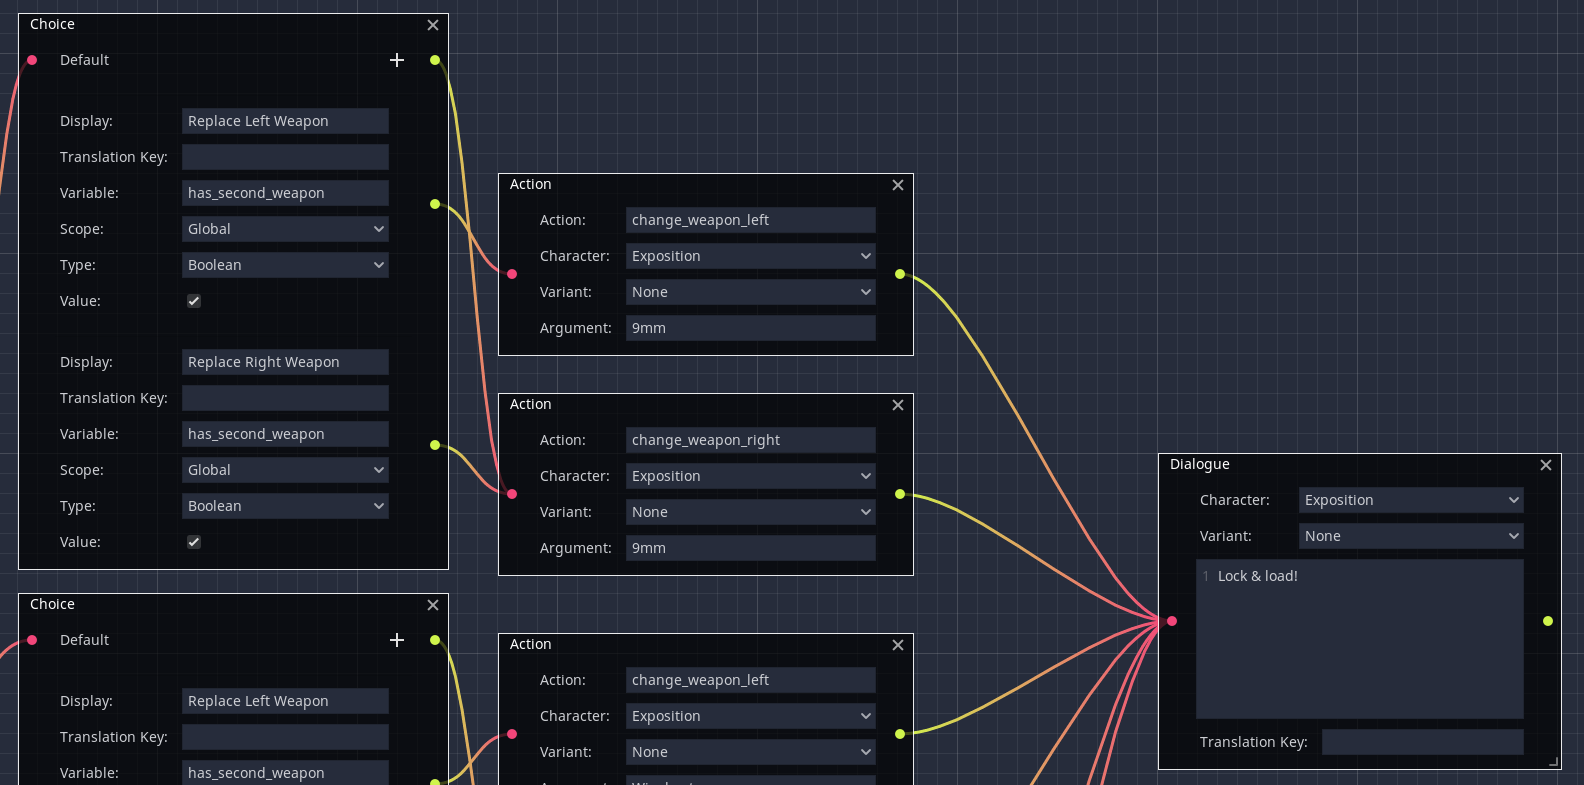 Choice
Default
Display: Replace Left Weapon
Translation Key:
Variable: has_second_weapon
Scope: Global
Type: Boolean
Value:
Display: Replace Right Weapon
Translation Key:
Variable: has_second_weapon
Scope: Global
Type: Boolean
Value:
Choice
Default
Display: Replace Left Weapon
Translation Key:
Variable: has_second_weapon
Action
Action: change_weapon_left
Character: Exposition
Variant: None
Argument: 9mm
Action
Action: change_weapon_right
Character: Exposition
Variant: None
Argument: 9mm
Action
Action: change_weapon_left
Character: Exposition
Variant: None
Dialogue
Character: Exposition
Variant: None
1 Lock & load!
Translation Key: